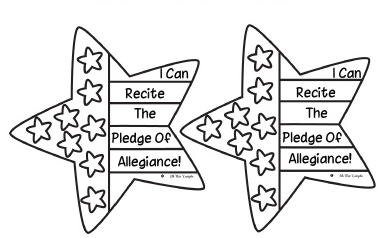 I Can
Recite
The
Pledge Of
Allegiance!
I Can
Recite
The
Pledge Of
Allegiance!